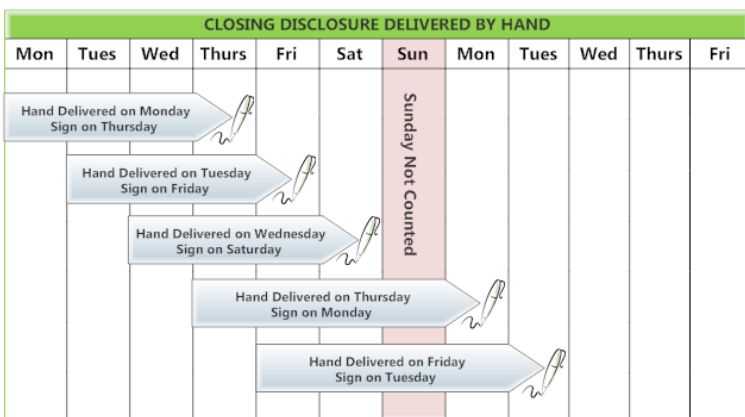 CLOSING DISCLOSURE DELIVERED BY HAND
Mon Tues Wed Thurs Fri Sat Sun Mon Tues Wed Thurs Fri
Sunday Not Counted
Hand Delivered on Monday
Sign on Thursday
Hand Delivered on Tuesday
Sign on Friday
Hand Delivered on Wednesday
Sign on Saturday
Hand Delivered on Thursday
Sign on Monday
Hand Delivered on Friday
Sign on Tuesday